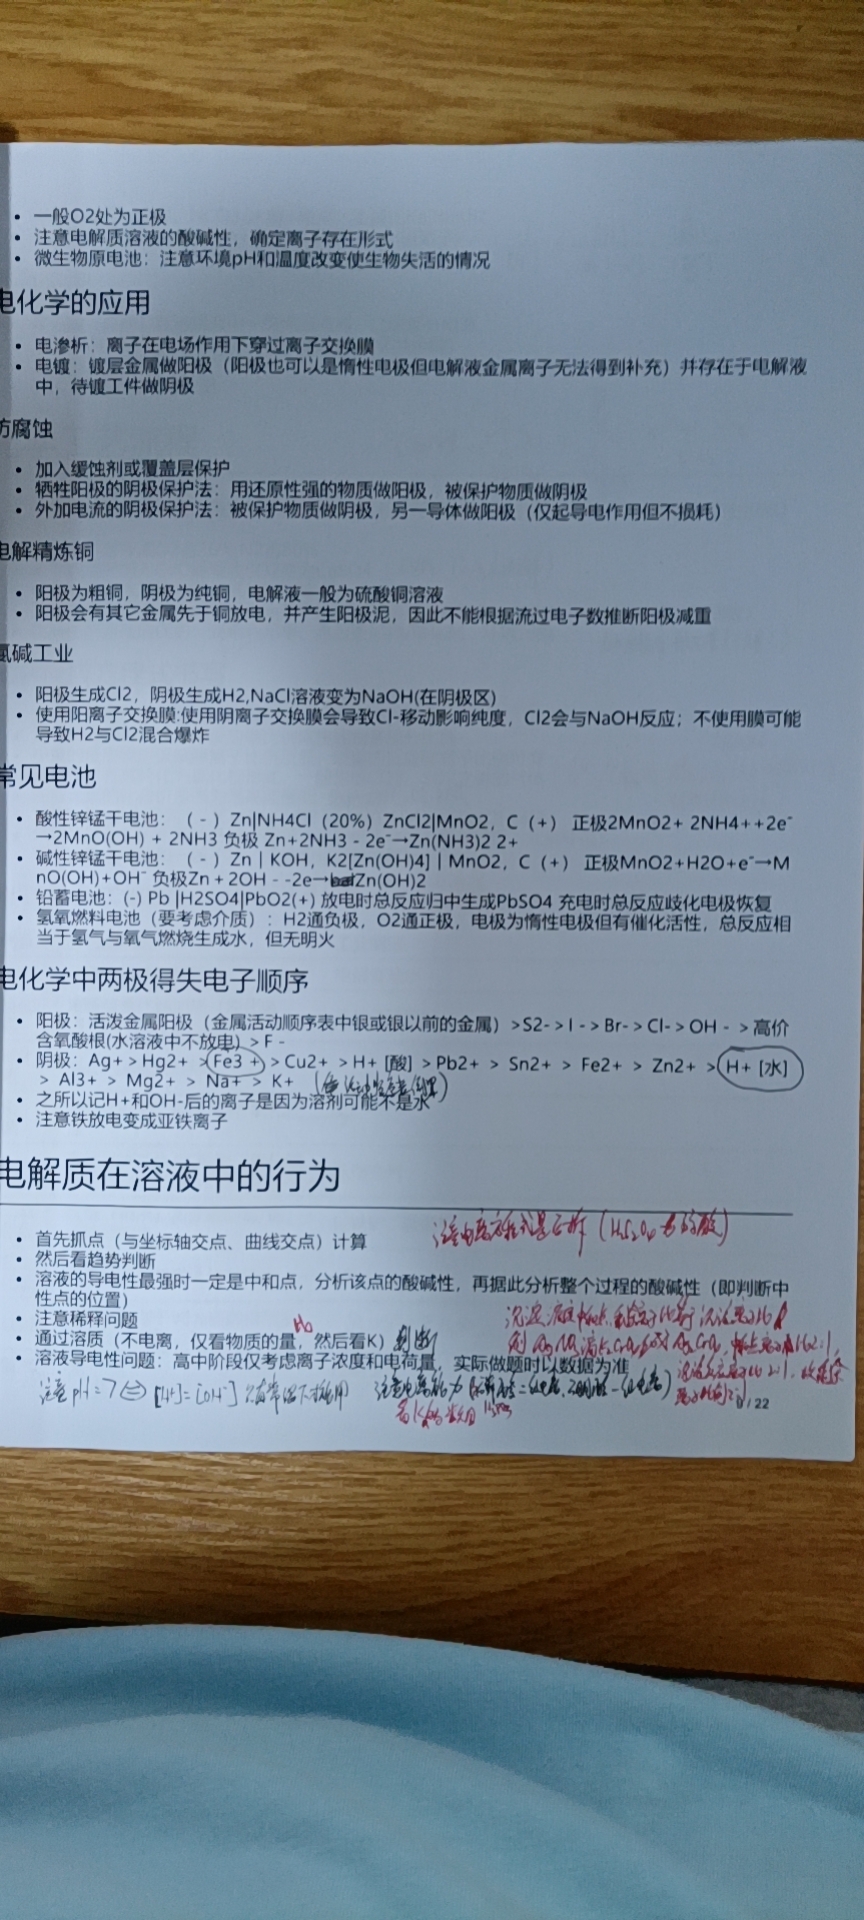 • 一般O2处为正极
• 注意电解质溶液的酸碱性，确定离子存在形式
• 微生物原电池：注意环境pH和温度改变使生物失活的情况
电化学的应用
• 电渗析：离子在电场作用下穿过离子交换膜
• 电镀：镀层金属做阳极（阳极也可以是惰性电极但电解液金属离子无法得到补充）并存在于电解液
中，待镀工件做阴极
防腐蚀
• 加入缓蚀剂或覆盖层保护
• 牺牲阳极的阴极保护法：用还原性强的物质做阳极，被保护物质做阴极
• 外加电流的阴极保护法：被保护物质做阴极，另一导体做阳极（仅起导电作用但不损耗）
电解精炼铜
• 阳极为粗铜，阴极为纯铜，电解液一般为硫酸铜溶液
• 阳极会有其它金属先于铜放电，并产生阳极泥，因此不能根据流过电子数推断阳极减重
氯碱工业
• 阳极生成Cl2，阴极生成H2,NaCl溶液变为NaOH(在阴极区)
• 使用阳离子交换膜:使用阴离子交换膜会导致Cl-移动影响纯度，Cl2会与NaOH反应；不使用膜可能
导致H2与Cl2混合爆炸
常见电池
• 酸性锌锰干电池：（-）Zn|NH4Cl（20%）ZnCl2|MnO2，C（+） 正极2MnO2+ 2NH4++2e⁻
→2MnO(OH) + 2NH3 负极 Zn+2NH3 - 2e⁻→Zn(NH3)2 2+
• 碱性锌锰干电池：（-）Zn | KOH，K2[Zn(OH)4] | MnO2，C（+） 正极MnO2+H2O+e⁻→M
nO(OH)+OH⁻ 负极Zn + 2OH - -2e→Zn(OH)2
• 铅蓄电池：(-) Pb |H2SO4|PbO2(+) 放电时总反应归中生成PbSO4 充电时总反应歧化电极恢复
• 氢氧燃料电池（要考虑介质）：H2通负极，O2通正极，电极为惰性电极但有催化活性，总反应相
当于氢气与氧气燃烧生成水，但无明火
电化学中两极得失电子顺序
• 阳极：活泼金属阳极（金属活动顺序表中银或银以前的金属）>S2- > I - > Br- > Cl- > OH - > 高价
含氧酸根(水溶液中不放电) > F -
• 阴极：Ag+ > Hg2+ > Fe3 + > Cu2+ > H+ [酸] > Pb2+ > Sn2+ > Fe2+ > Zn2+ > H+ [水]
> Al3+ > Mg2+ > Na+ > K+
• 之所以记H+和OH-后的离子是因为溶剂可能不是水
• 注意铁放电变成亚铁离子
电解质在溶液中的行为
• 首先抓点（与坐标轴交点、曲线交点）计算
• 然后看趋势判断
• 溶液的导电性最强时一定是中和点，分析该点的酸碱性，再据此分析整个过程的酸碱性（即判断中
性点的位置）
• 注意稀释问题
• 通过溶质（不电离，仅看物质的量，然后看K）判断
• 溶液导电性问题：高中阶段仅考虑离子浓度和电荷量，实际做题时以数据为准
注意pH=7 [H+]=[OH-]
/ 22